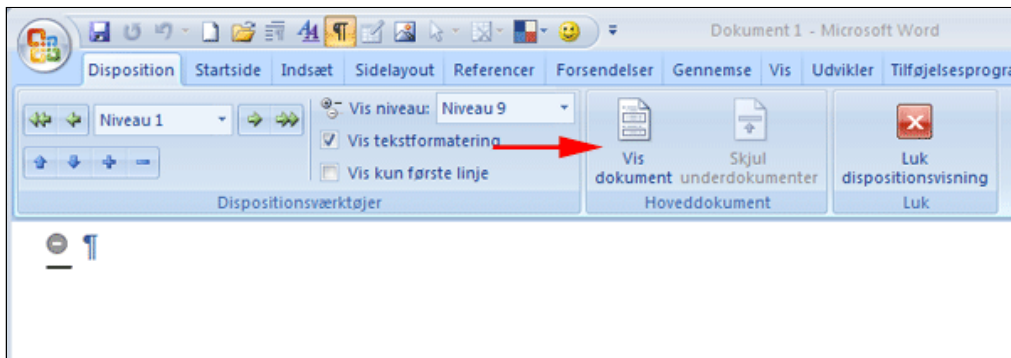 Dokument 1 - Microsoft Word
Disposition Startside Indsæt Sidelayout Referencer Forsendelser Gennemse Vis Udvikler Tilføjelsesprogra
Niveau 1
Vis niveau: Niveau 9
Vis tekstformatering
Vis kun første linje
Dispositionsværktøjer
Vis
dokument
Skjul
underdokumenter
Hoveddokument
Luk
dispositionsvisning
Luk
¶